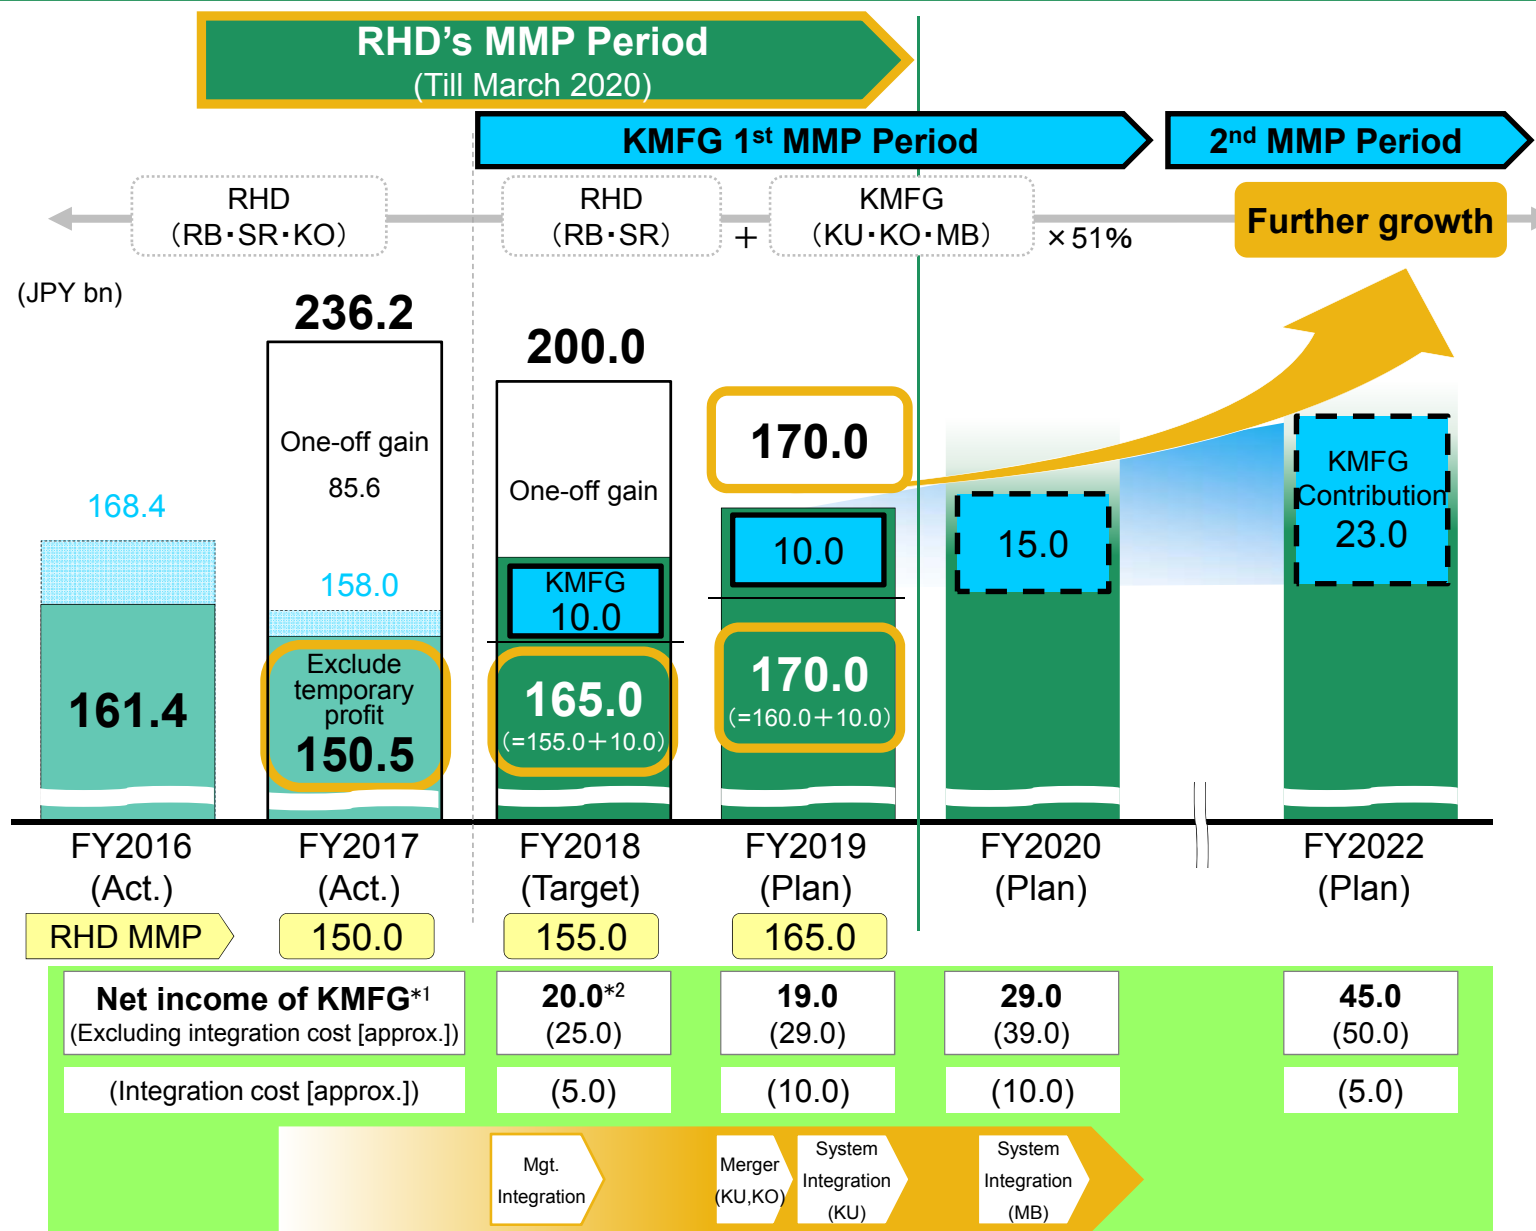 RHD's MMP Period
(Till March 2020)
KMFG 1st MMP Period
2nd MMP Period
RHD
(RB・SR・KO)
RHD
(RB・SR)
+
KMFG
(KU・KO・MB)
×51%
Further growth
(JPY bn)
236.2
200.0
170.0
One-off gain
85.6
One-off gain
168.4
158.0
KMFG
10.0
10.0
15.0
KMFG
Contribution
23.0
161.4
Exclude
temporary
profit
150.5
165.0
(=155.0+10.0)
170.0
(=160.0+10.0)
FY2016
(Act.)
FY2017
(Act.)
FY2018
(Target)
FY2019
(Plan)
FY2020
(Plan)
FY2022
(Plan)
RHD MMP
150.0
155.0
165.0
Net income of KMFG*1
(Excluding integration cost [approx.])
20.0*2
(25.0)
19.0
(29.0)
29.0
(39.0)
45.0
(50.0)
(Integration cost [approx.])
(5.0)
(10.0)
(10.0)
(5.0)
Mgt.
Integration
Merger
(KU,KO)
System
Integration
(KU)
System
Integration
(MB)